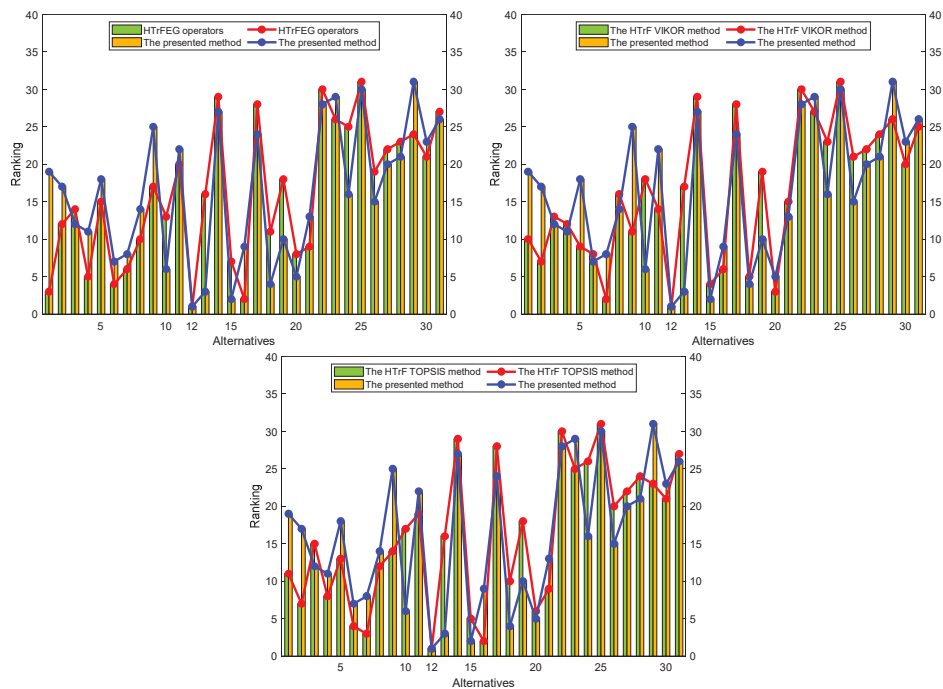 40 40
HTrFEG operators HTrFEG operators
The presented method The presented method
35 35
30 30
25 25
20 20
15 15
10 10
5 5
0 0
Ranking
5 10 12 15 20 25 30
Alternatives
40 40
The HTrF VIKOR method The HTrF VIKOR method
The presented method The presented method
35 35
30 30
25 25
20 20
15 15
10 10
5 5
0 0
Ranking
5 10 12 15 20 25 30
Alternatives
40 40
The HTrF TOPSIS method The HTrF TOPSIS method
The presented method The presented method
35 35
30 30
25 25
20 20
15 15
10 10
5 5
0 0
Ranking
5 10 12 15 20 25 30
Alternatives